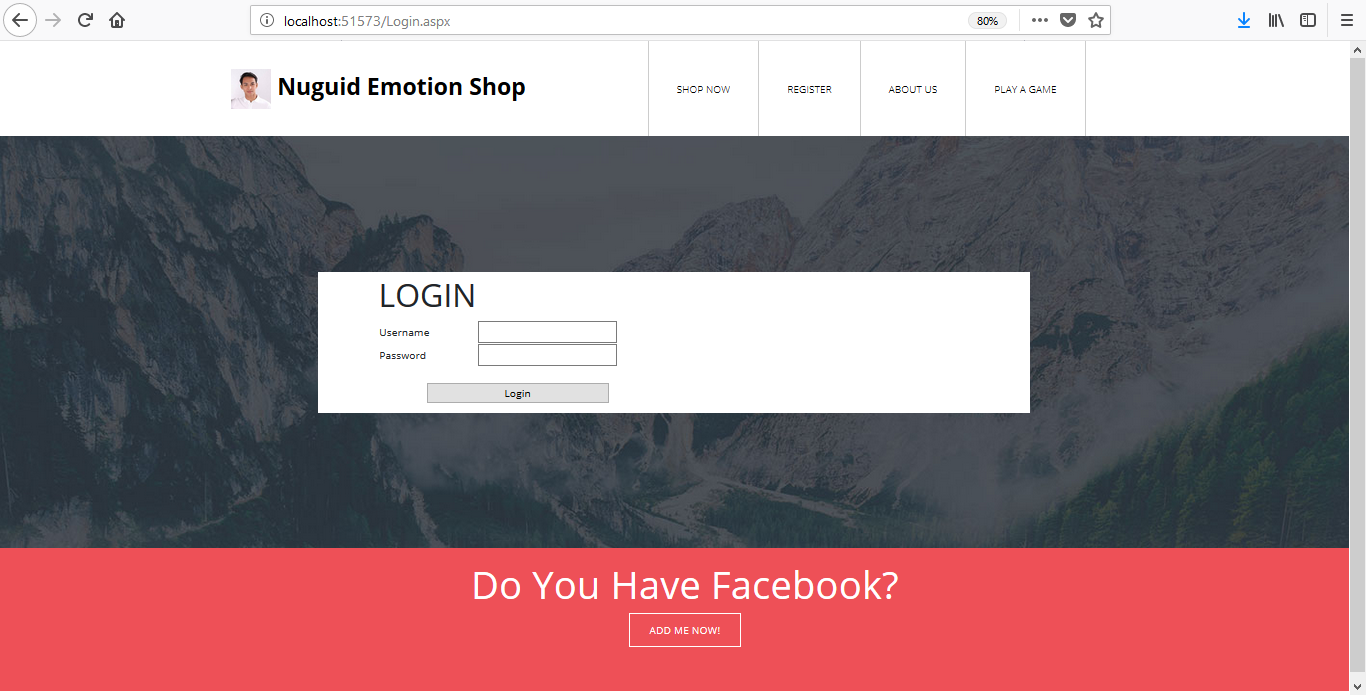 localhost:51573/Login.aspx
80%
Nuguid Emotion Shop
SHOP NOW
REGISTER
ABOUT US
PLAY A GAME
LOGIN
Username
Password
Login
Do You Have Facebook?
ADD ME NOW!